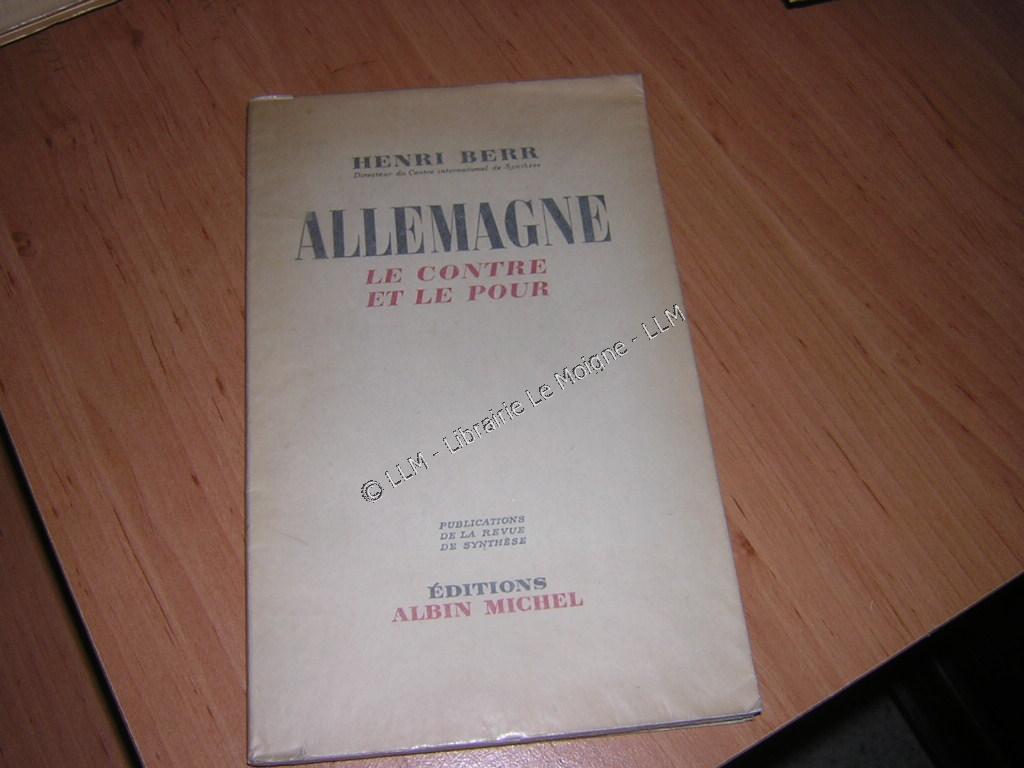 HENRI BERR
Directeur du Centre international de Synthèse
ALLEMAGNE
LE CONTRE
ET LE POUR
© LLM - Librairie Le Moigne - LLM
PUBLICATIONS
DE LA REVUE
DE SYNTHÈSE
ÉDITIONS
ALBIN MICHEL